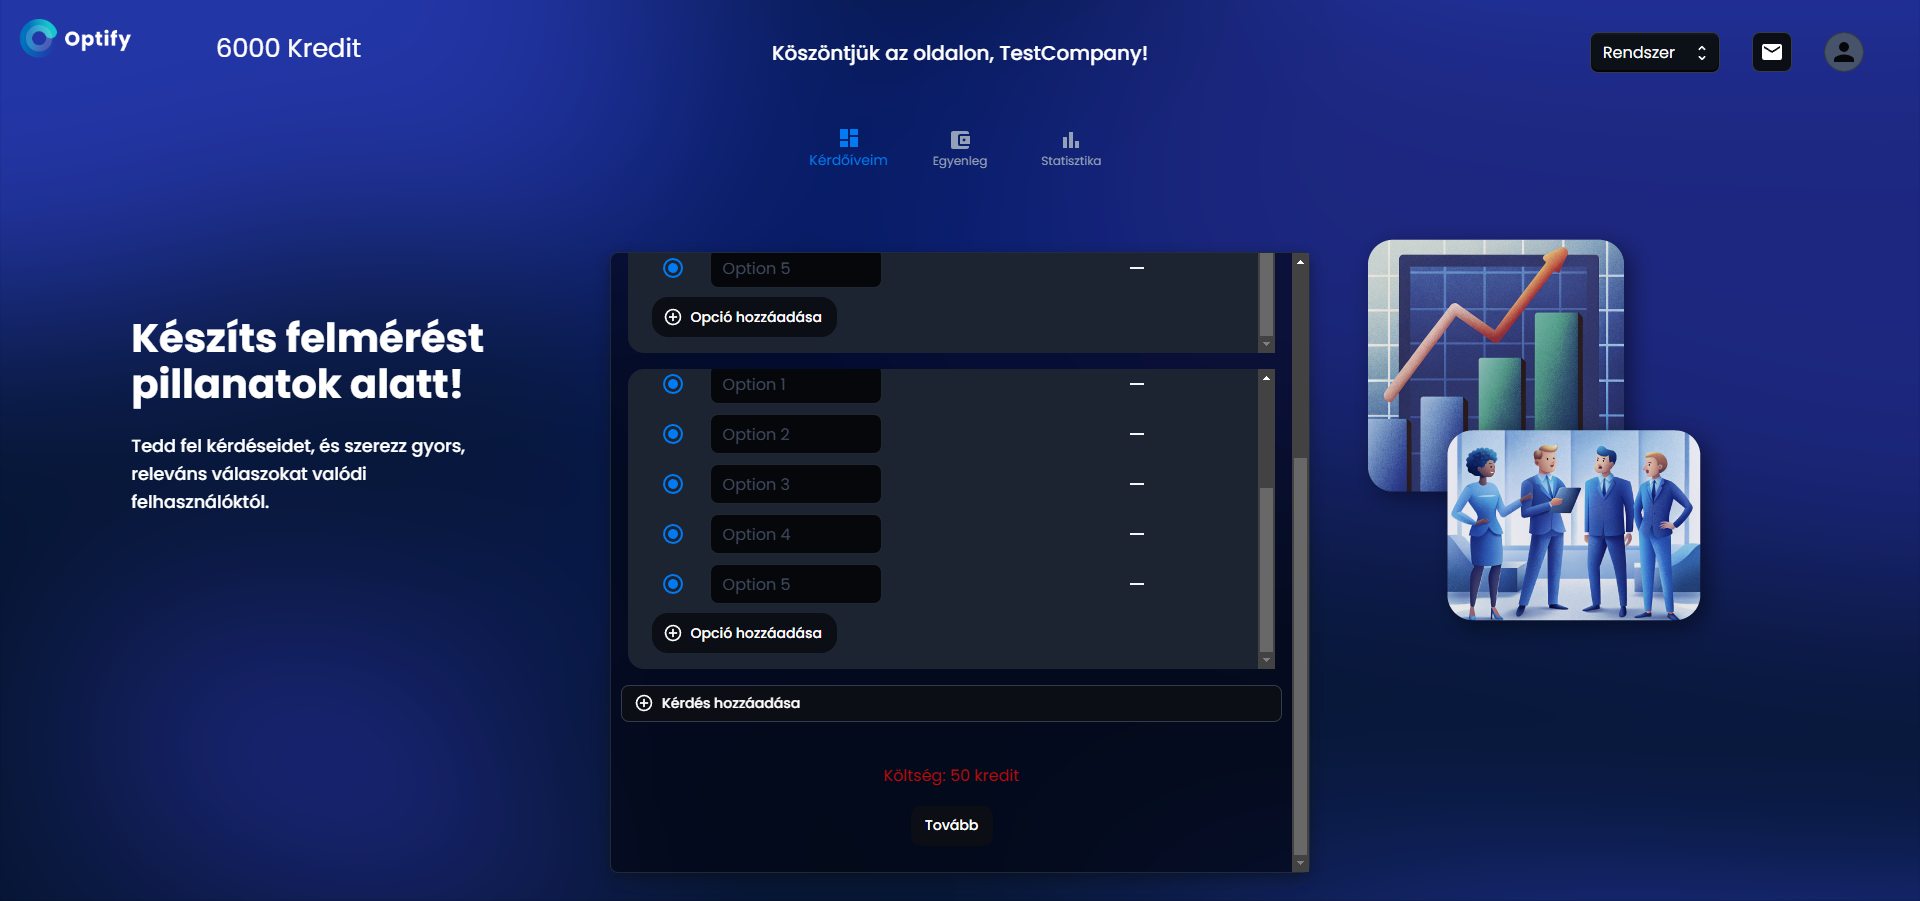 Optify
6000 Kredit
Köszöntjük az oldalon, TestCompany!
Rendszer
Kérdőíveim
Egyenleg
Statisztika
Készíts felmérést
pillanatok alatt!
Tedd fel kérdéseidet, és szerezz gyors,
releváns válaszokat valódi
felhasználóktól.
Option 5
Opció hozzáadása
Option 1
Option 2
Option 3
Option 4
Option 5
Opció hozzáadása
Kérdés hozzáadása
Költség: 50 kredit
Tovább